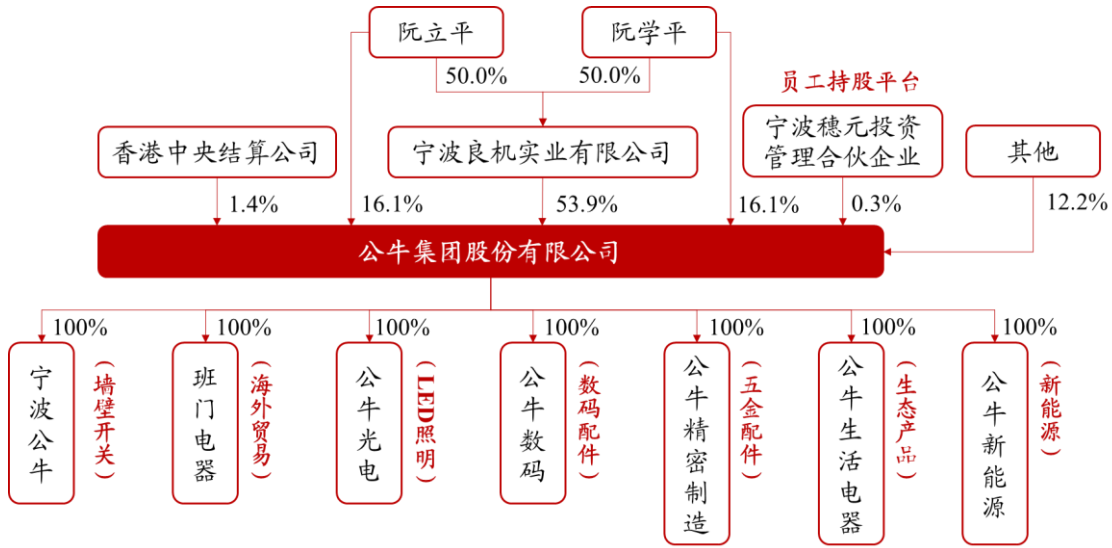 阮立平
阮学平
50.0%
50.0%
员工持股平台
香港中央结算公司
宁波良机实业有限公司
宁波穗元投资
管理合伙企业
其他
1.4%
16.1%
53.9%
16.1%
0.3%
12.2%
公牛集团股份有限公司
100%
100%
100%
100%
100%
100%
100%
宁波公牛
（墙壁开关）
班门电器
（海外贸易）
公牛光电
（LED照明）
公牛数码
（数码配件）
公牛精密制造
（五金配件）
公牛生活电器
（生态产品）
公牛新能源
（新能源）